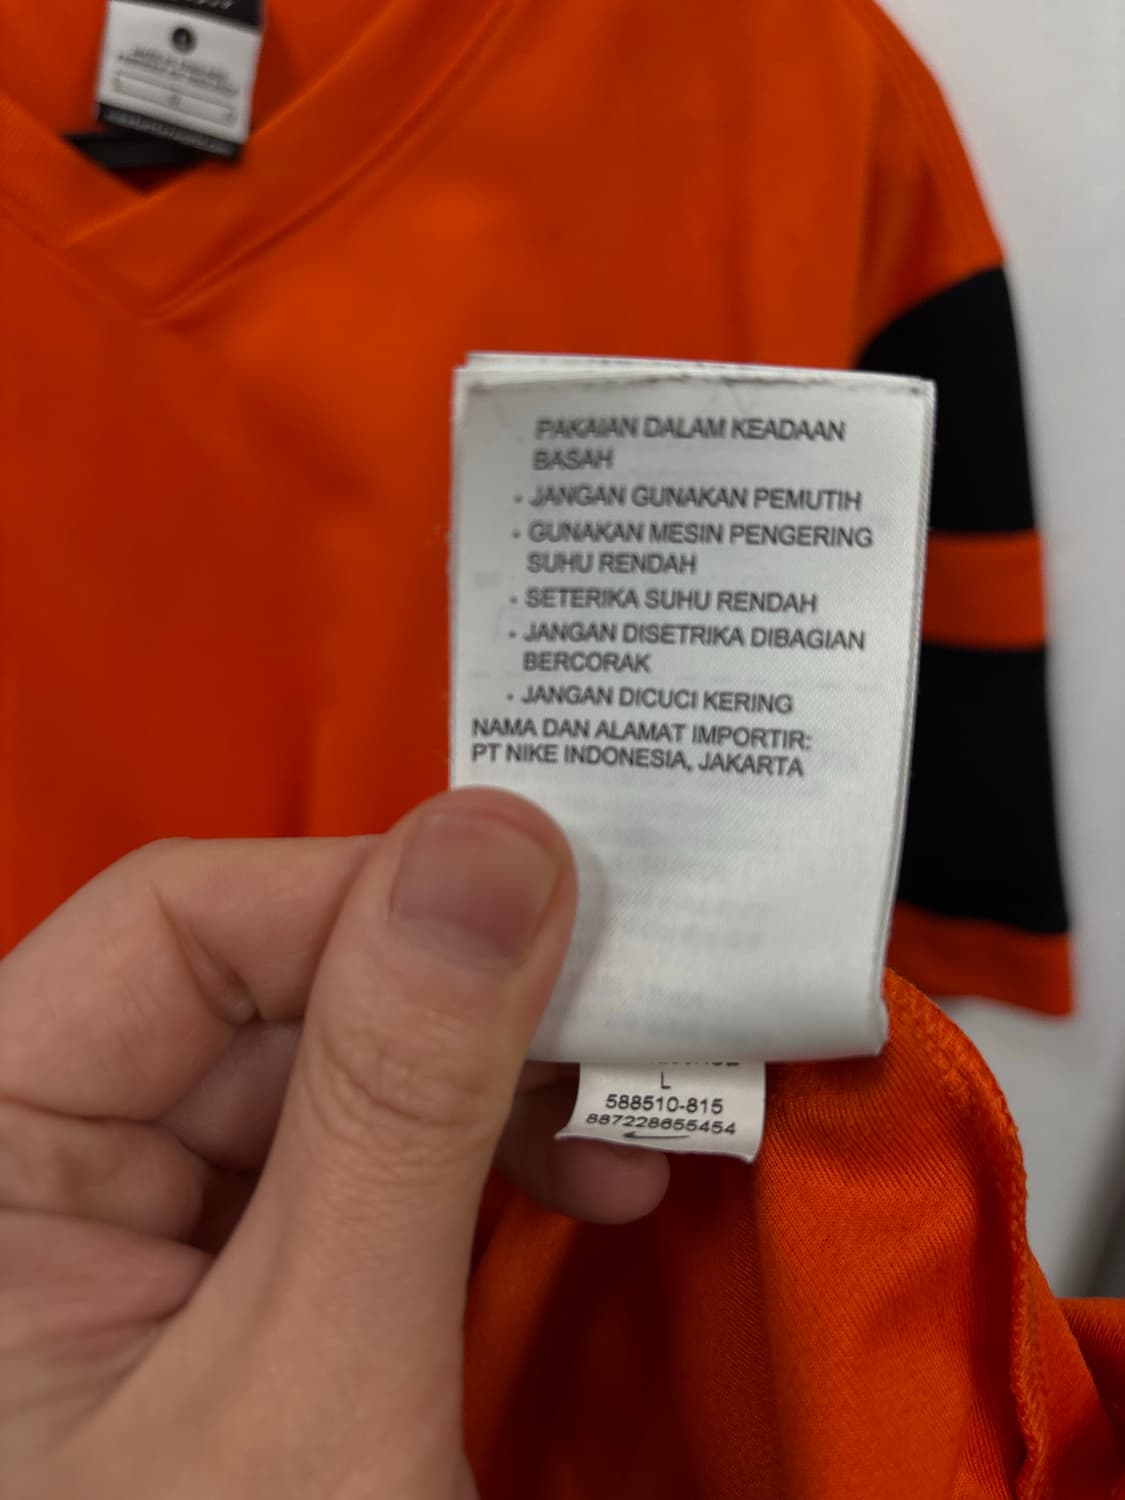 PAKAIAN DALAM KEADAAN
BASAH
• JANGAN GUNAKAN PEMUTIH
• GUNAKAN MESIN PENGERING
SUHU RENDAH
• SETERIKA SUHU RENDAH
• JANGAN DISETRIKA DIBAGIAN
BERCORAK
• JANGAN DICUCI KERING
NAMA DAN ALAMAT IMPORTIR:
PT NIKE INDONESIA, JAKARTA
L
588510-815
887228655454